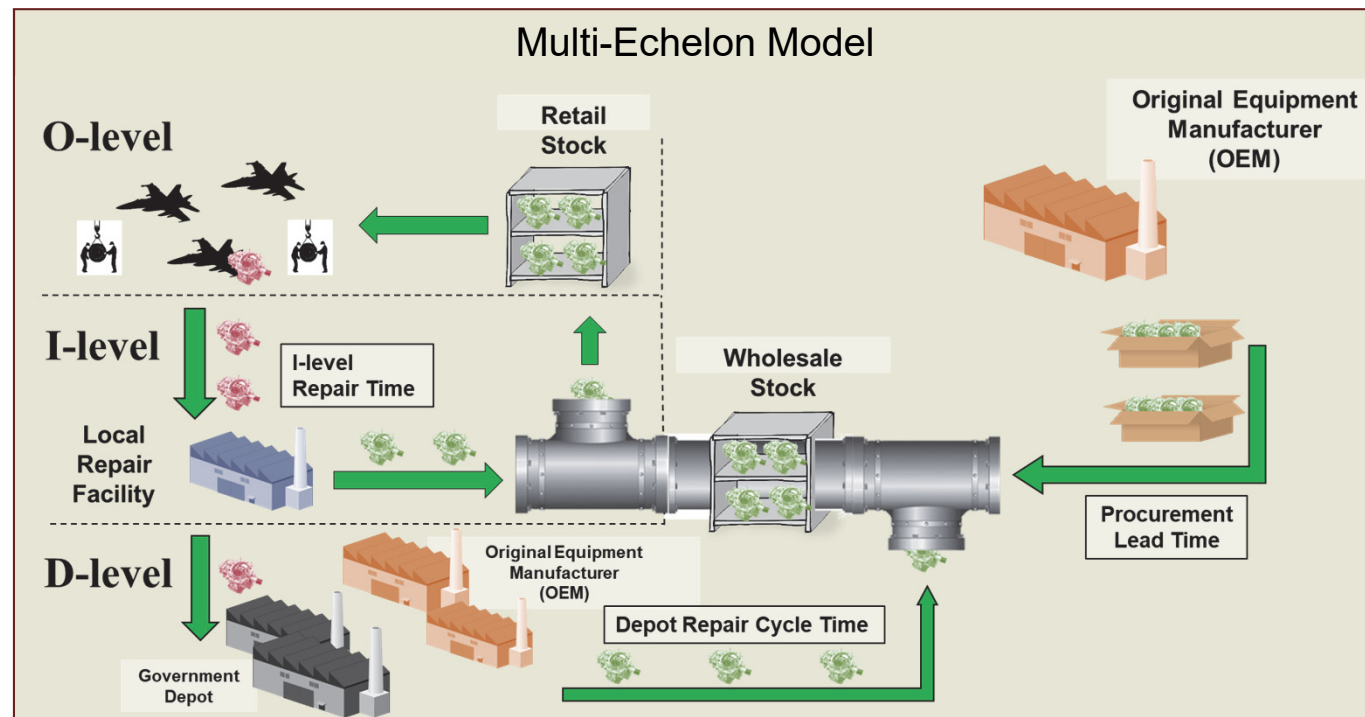 Multi-Echelon Model
O-level
Retail
Stock
Original Equipment
Manufacturer
(OEM)
I-level
I-level
Repair Time
Wholesale
Stock
Local
Repair
Facility
Procurement
Lead Time
D-level
Original Equipment
Manufacturer
(OEM)
Depot Repair Cycle Time
Government
Depot